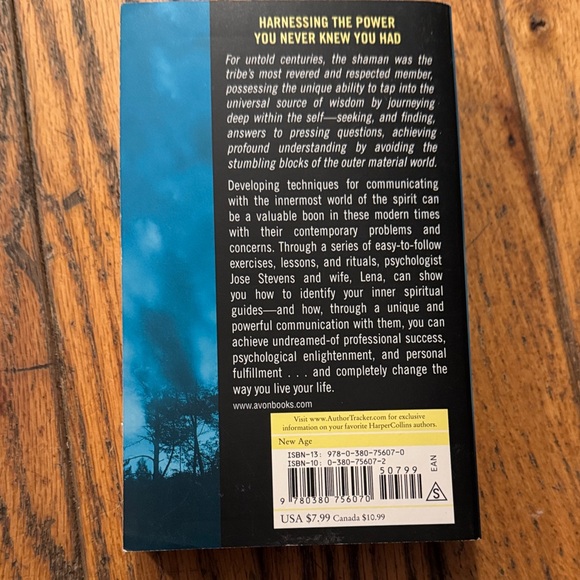 HARNESSING THE POWER
YOU NEVER KNEW YOU HAD
For untold centuries, the shaman was the
tribe's most revered and respected member,
possessing the unique ability to tap into the
universal source of wisdom by journeying
deep within the self—seeking, and finding,
answers to pressing questions, achieving
profound understanding by avoiding the
stumbling blocks of the outer material world.
Developing techniques for communicating
with the innermost world of the spirit can
be a valuable boon in these modern times
with their contemporary problems and
concerns. Through a series of easy-to-follow
exercises, lessons, and rituals, psychologist
Jose Stevens and wife, Lena, can show
you how to identify your inner spiritual
guides—and how, through a unique and
powerful communication with them, you can
achieve undreamed-of professional success,
psychological enlightenment, and personal
fulfillment . . . and completely change the
way you live your life.
www.avonbooks.com
Visit www.AuthorTracker.com for exclusive
information on your favorite HarperCollins authors.
New Age
ISBN-13: 978-0-380-75607-0
ISBN-10: 0-380-75607-2
50799
EAN
9 780380 756070
S
USA $7.99 Canada $10.99